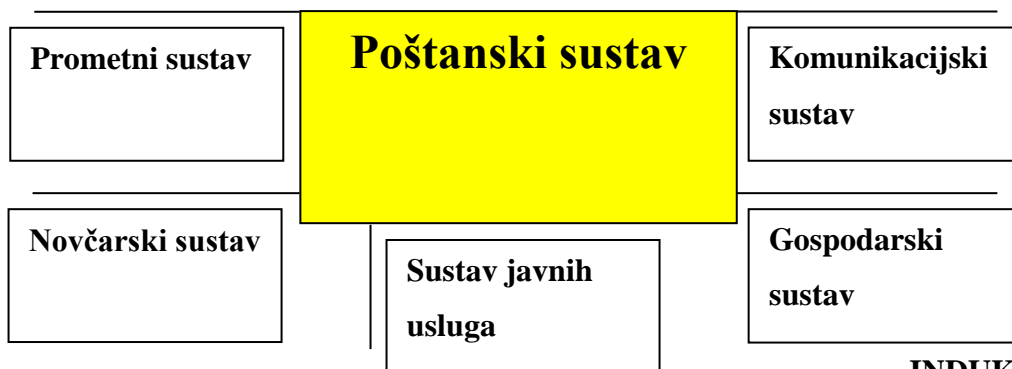 Prometni sustav
Poštanski sustav
Komunikacijski
sustav
Novčarski sustav
Sustav javnih
usluga
Gospodarski
sustav